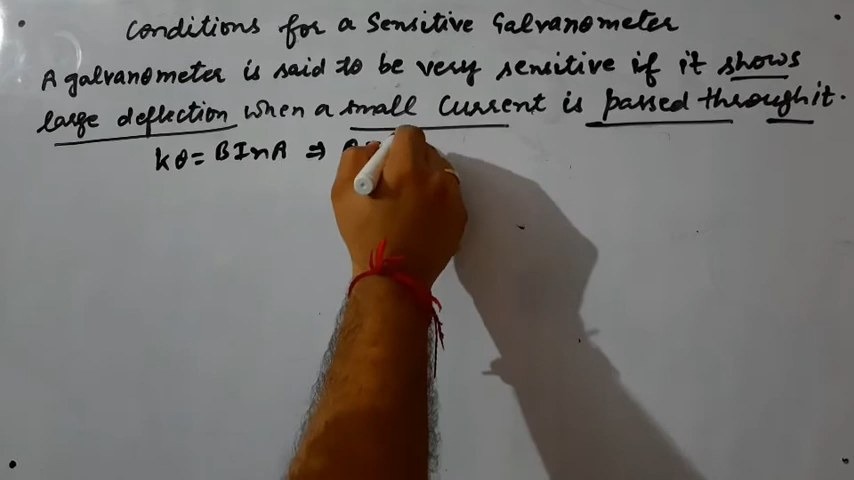 Conditions for a Sensitive Galvanometer
A galvanometer is said to be very sensitive if it shows
large deflection when a small current is passed through it.
kθ = BInA ⇒ θ